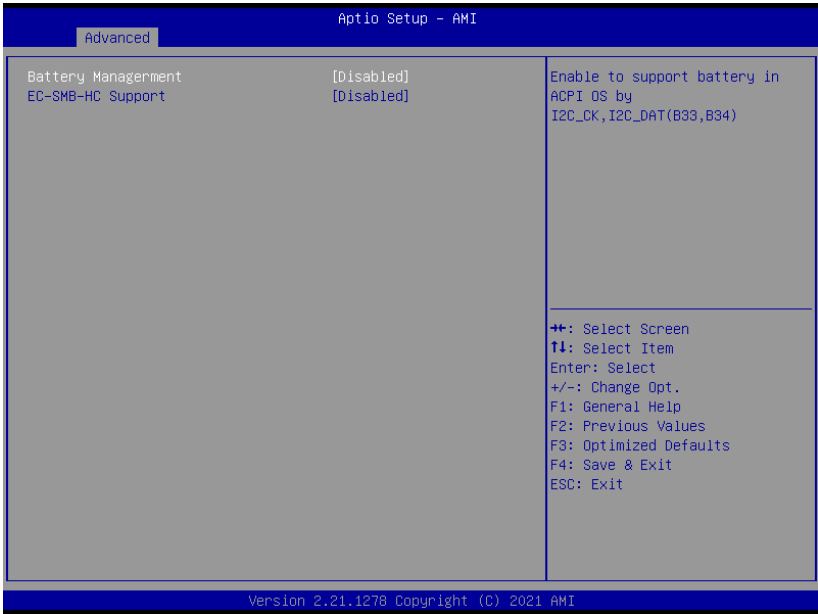 Aptio Setup – AMI
Advanced
Battery Managerment [Disabled]
EC-SMB-HC Support [Disabled]
Enable to support battery in
ACPI OS by
I2C_CK,I2C_DAT(B33,B34)
→←: Select Screen
↑↓: Select Item
Enter: Select
+/-: Change Opt.
F1: General Help
F2: Previous Values
F3: Optimized Defaults
F4: Save & Exit
ESC: Exit
Version 2.21.1278 Copyright (C) 2021 AMI